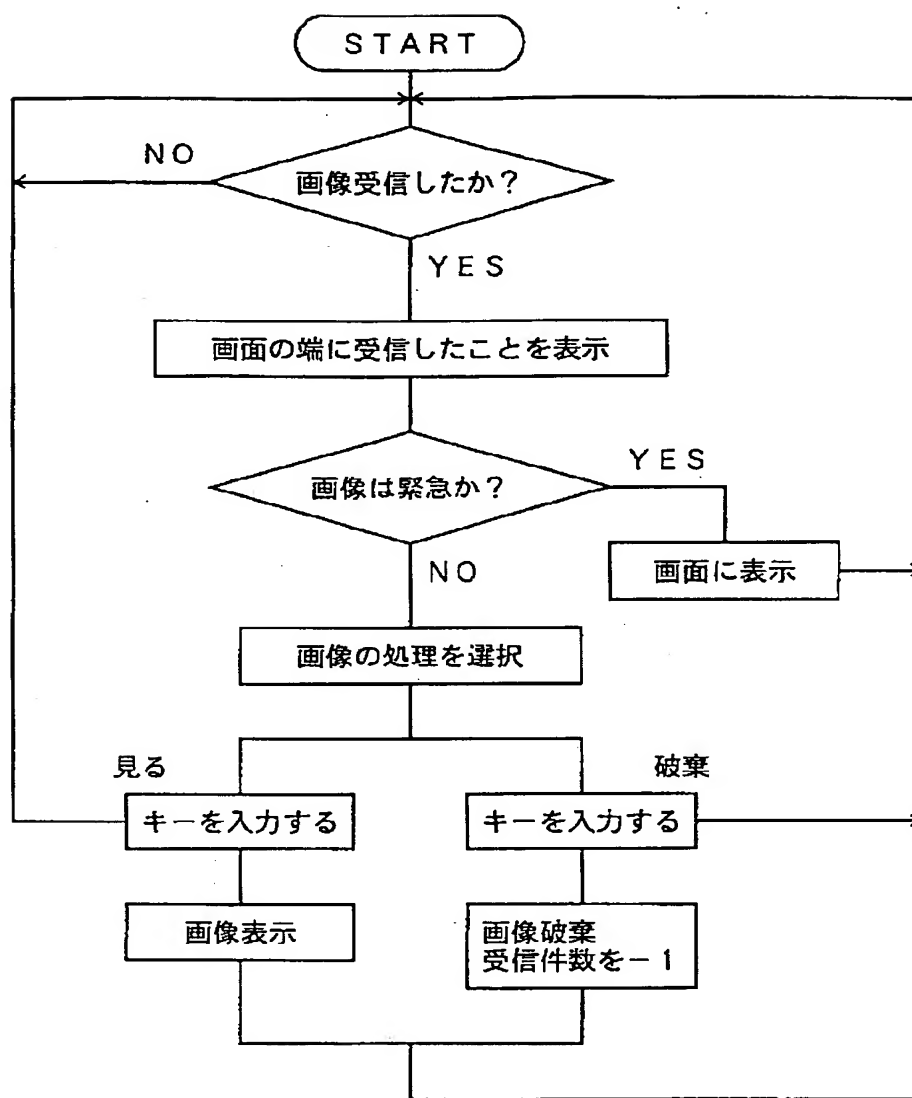 START
NO
画像受信したか？
YES
画面の端に受信したことを表示
画像は緊急か？
YES
NO
画面に表示
画像の処理を選択
見る
破棄
キーを入力する
キーを入力する
画像表示
画像破棄
受信件数を－１